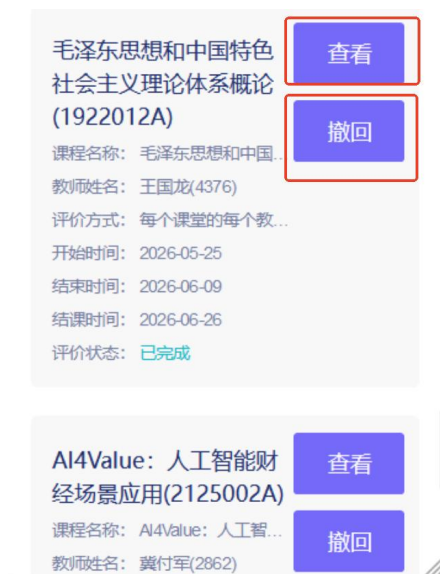 毛泽东思想和中国特色
社会主义理论体系概论
(1922012A)
查看
撤回
课程名称： 毛泽东思想和中国...
教师姓名： 王国龙(4376)
评价方式： 每个课堂的每个教...
开始时间： 2026-05-25
结束时间： 2026-06-09
结课时间： 2026-06-26
评价状态： 已完成
AI4Value：人工智能财
经场景应用(2125002A)
查看
撤回
课程名称： AI4Value：人工智...
教师姓名： 冀付军(2862)